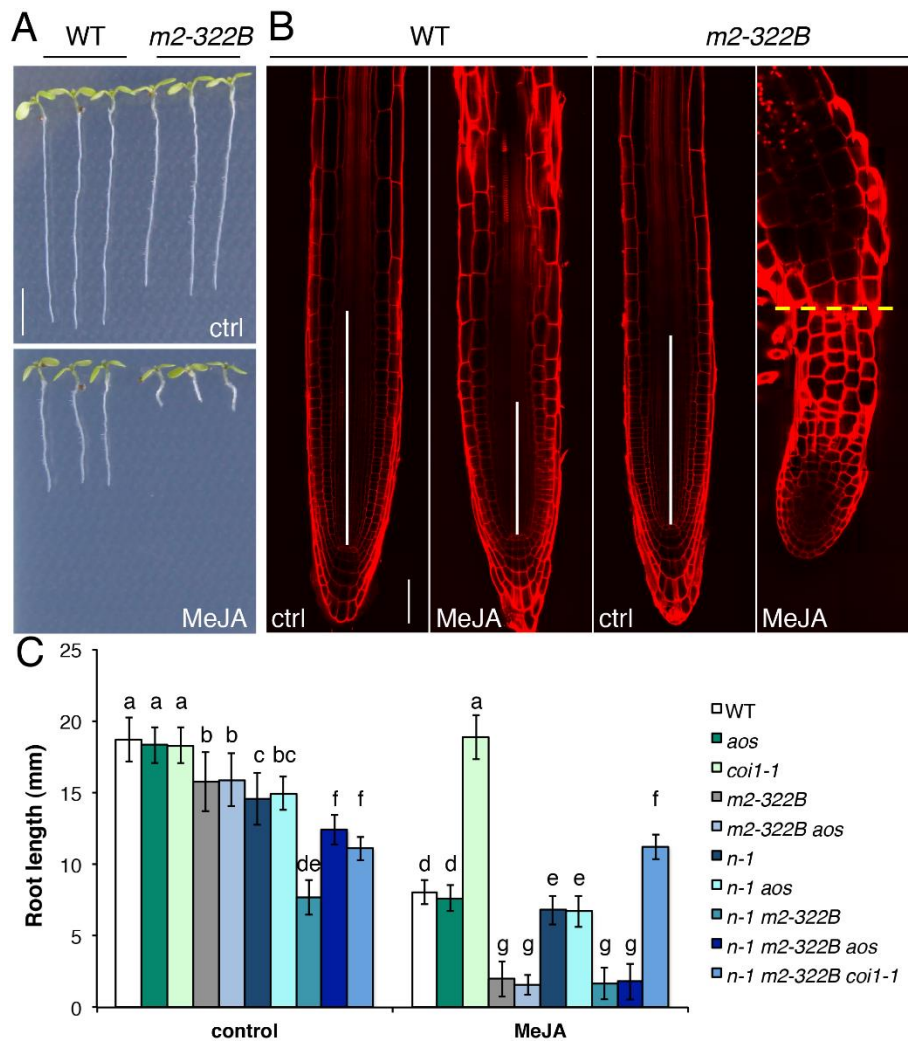 A
WT
m2-322B
ctrl
MeJA
B
WT
m2-322B
ctrl
MeJA
ctrl
MeJA
C
Root length (mm)
25
20
15
10
5
0
a a a b b c bc de f f
d d a g g e e g g f
control
MeJA
WT
aos
coi1-1
m2-322B
m2-322B aos
n-1
n-1 aos
n-1 m2-322B
n-1 m2-322B aos
n-1 m2-322B coi1-1